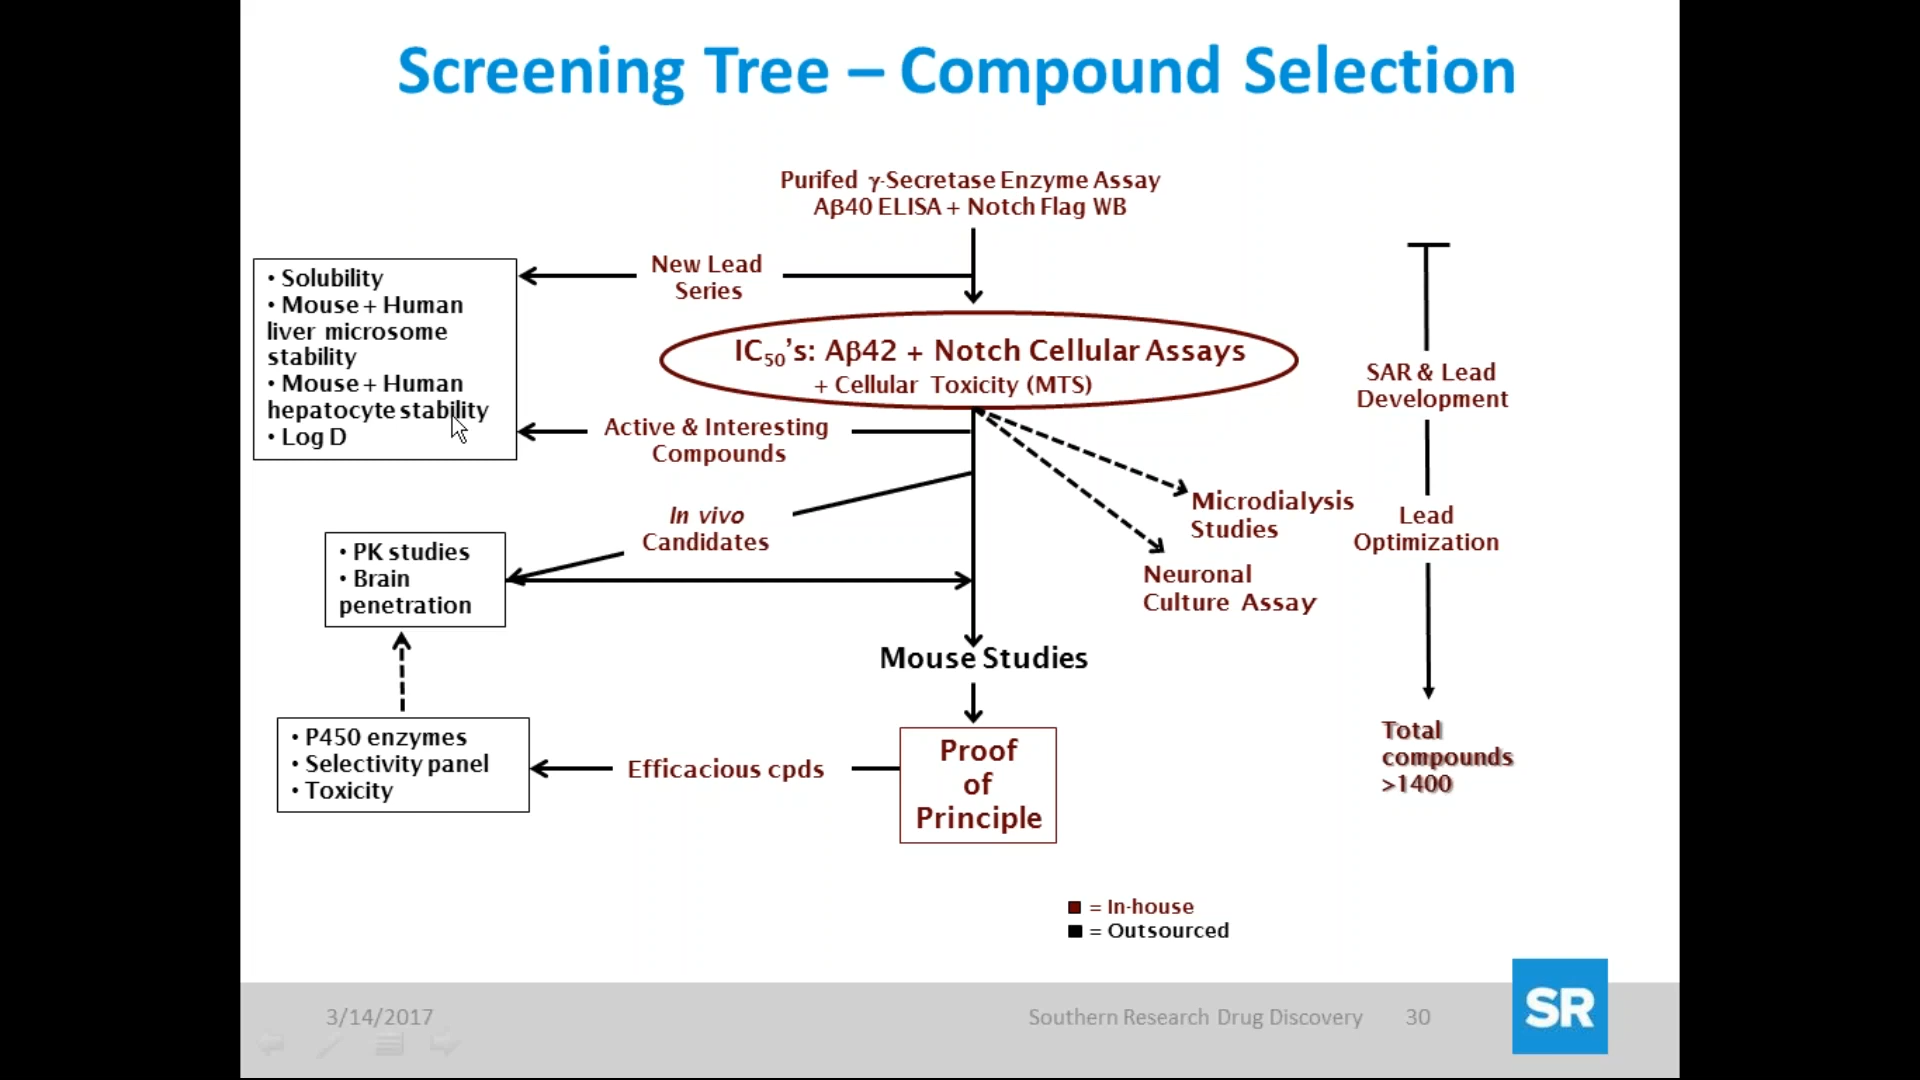 Screening Tree – Compound Selection
Purifed γ-Secretase Enzyme Assay
Aβ40 ELISA + Notch Flag WB
New Lead
Series
• Solubility
• Mouse + Human
liver microsome
stability
• Mouse + Human
hepatocyte stability
• Log D
IC50's: Aβ42 + Notch Cellular Assays
+ Cellular Toxicity (MTS)
SAR & Lead
Development
Active & Interesting
Compounds
Microdialysis
Studies
Lead
Optimization
In vivo
Candidates
• PK studies
• Brain
penetration
Neuronal
Culture Assay
Mouse Studies
• P450 enzymes
• Selectivity panel
• Toxicity
Efficacious cpds
Proof
of
Principle
Total
compounds
>1400
= In-house
= Outsourced
3/14/2017
Southern Research Drug Discovery
30
SR